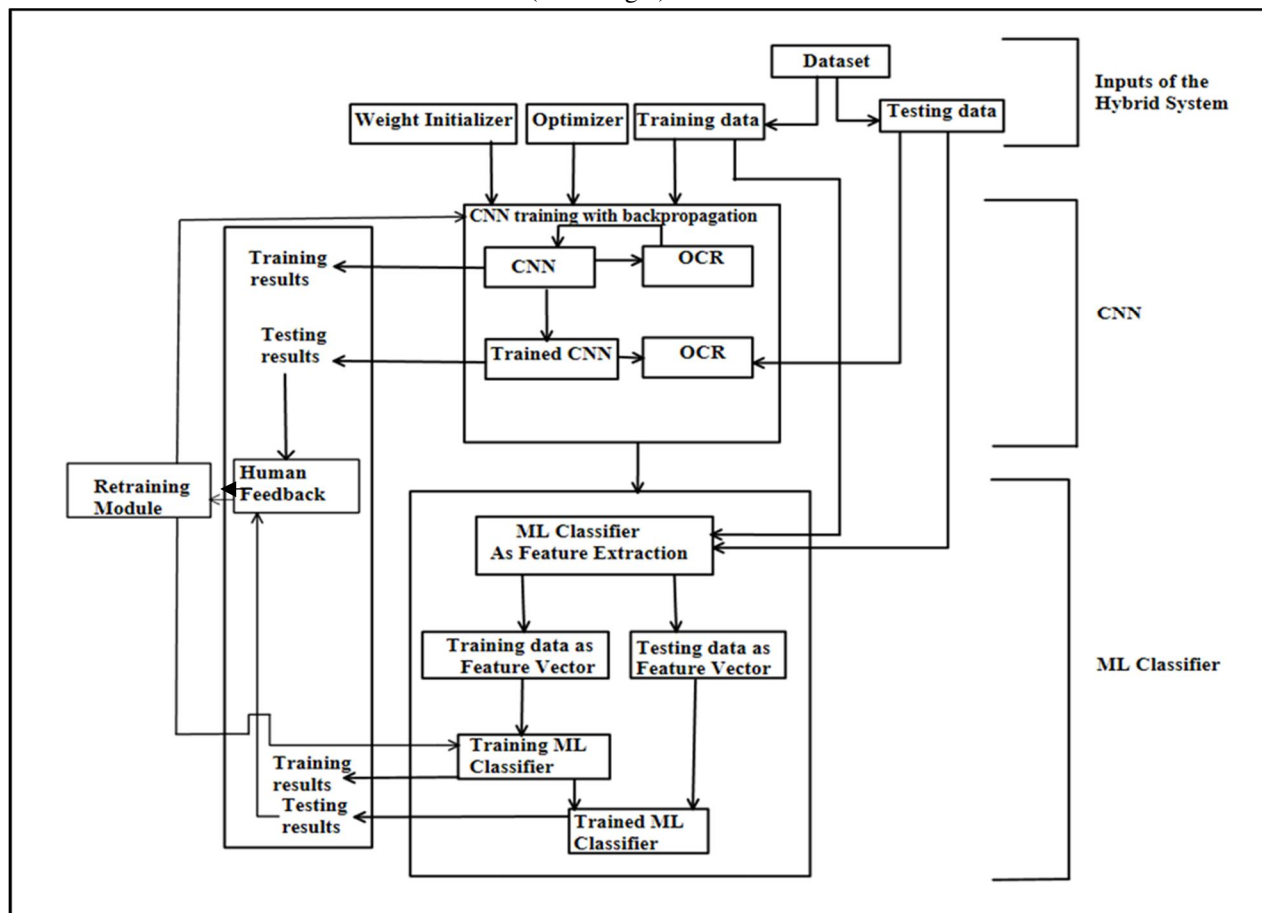 Dataset
Inputs of the
Hybrid System
Weight Initializer
Optimizer
Training data
Testing data
CNN training with backpropagation
Training
results
CNN
OCR
CNN
Testing
results
Trained CNN
OCR
Retraining
Module
Human
Feedback
ML Classifier
As Feature Extraction
Training data as
Feature Vector
Testing data as
Feature Vector
ML Classifier
Training ML
Classifier
Training
results
Testing
results
Trained ML
Classifier